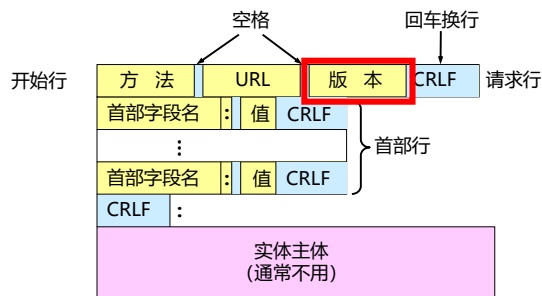 空格 回车换行
开始行 方 法 URL 版 本 CRLF 请求行
首部字段名 : 值 CRLF
⋮ 首部行
首部字段名 : 值 CRLF
CRLF :
实体主体
(通常不用)